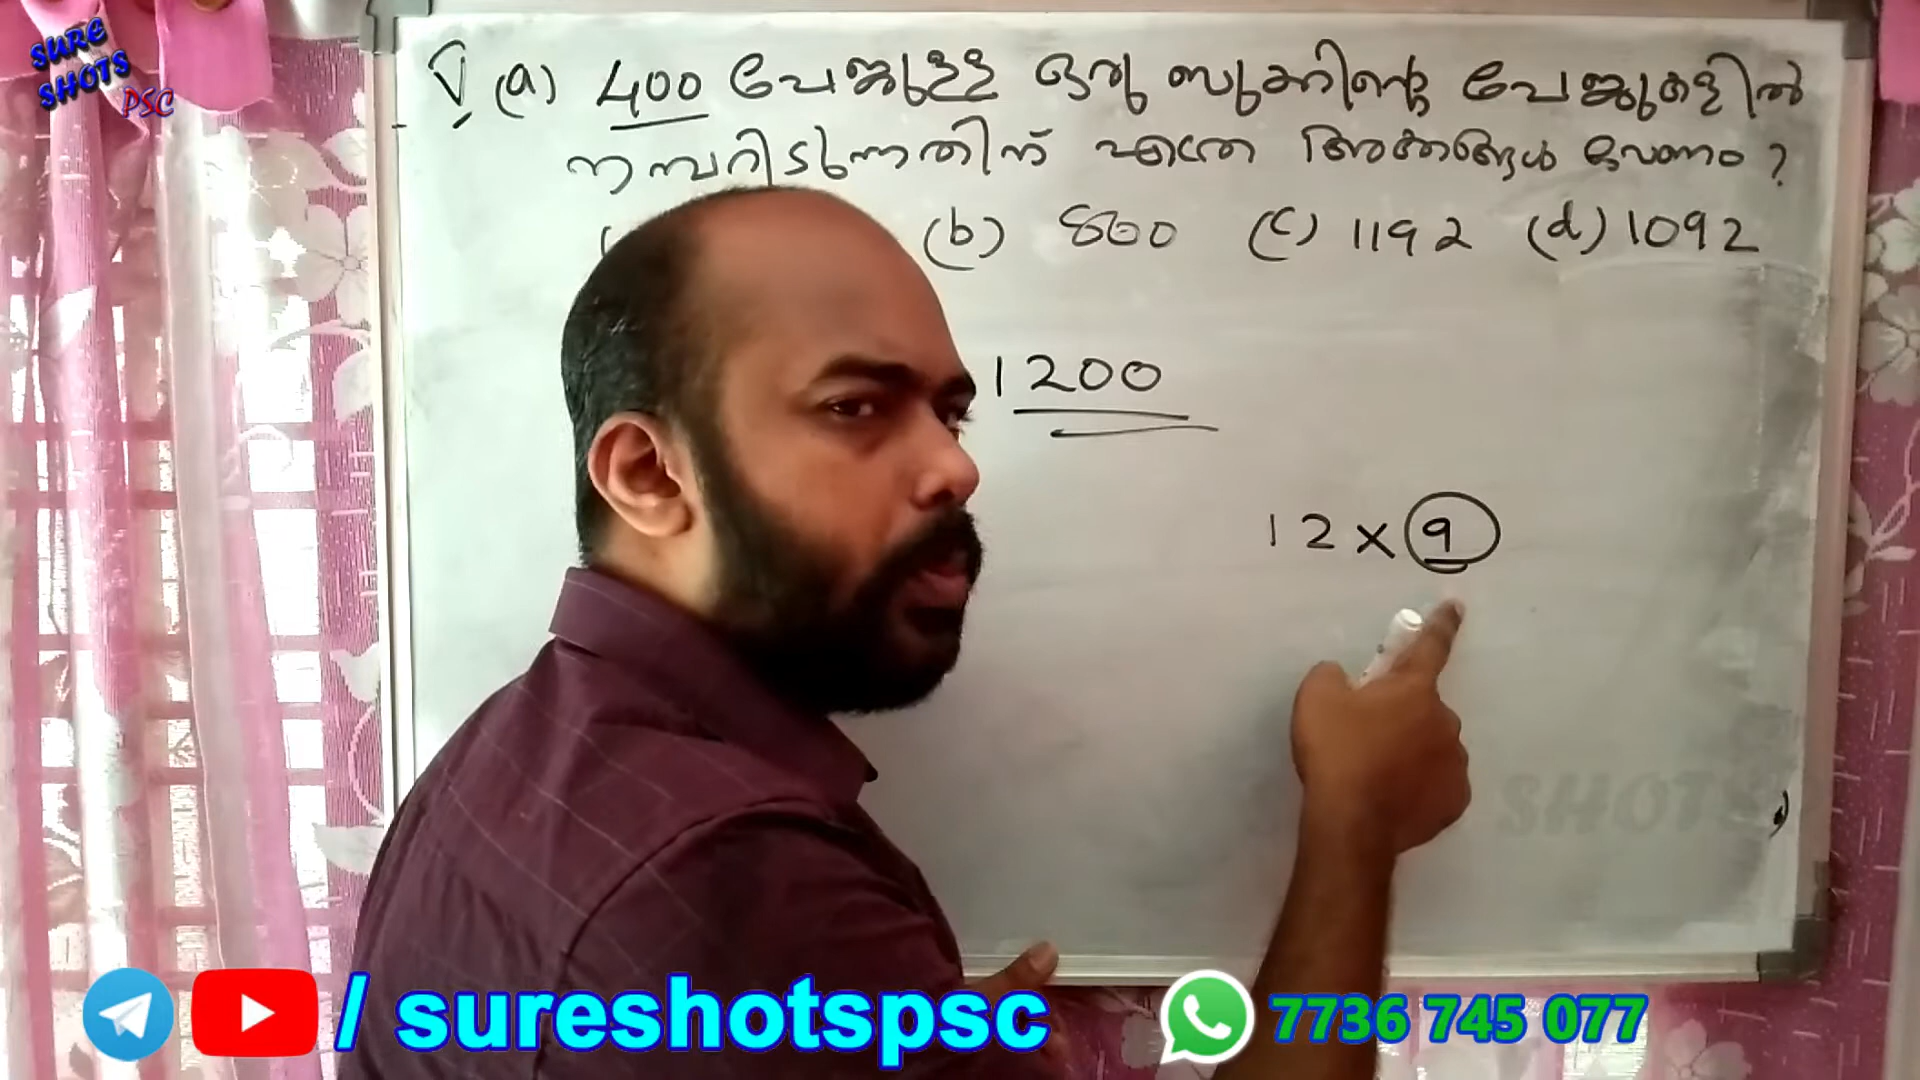 SURE
SHOTS
PSC
(a) 400 പേജുള്ള ഒരു ബുക്കിന്റെ പേജുകളിൽ
നമ്പറിടുന്നതിന് എത്ര അക്കങ്ങൾ വേണം?
(b) 800 (c) 1192 (d) 1092
1200
12 × 9
SHOTS
/ sureshotspsc 7736 745 077